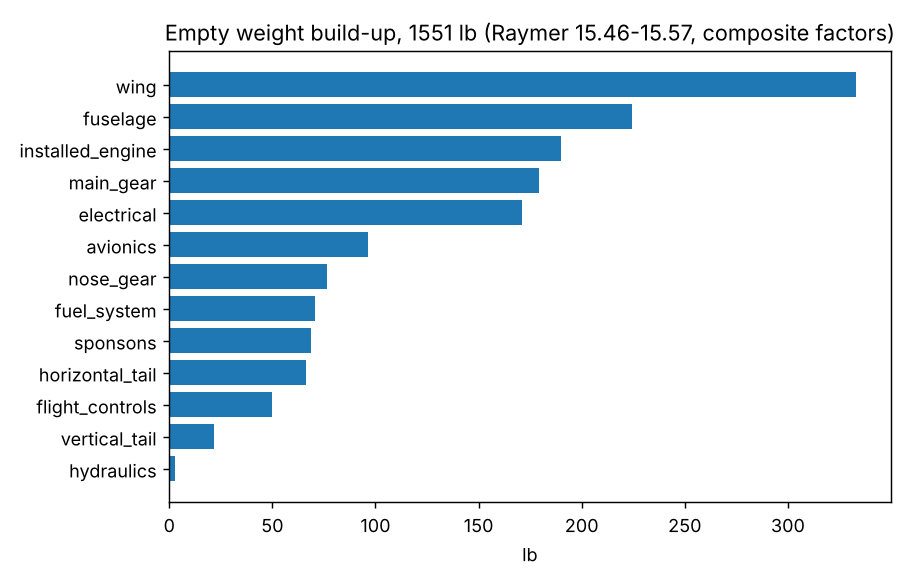 Empty weight build-up, 1551 lb (Raymer 15.46-15.57, composite factors)
wing
fuselage
installed_engine
main_gear
electrical
avionics
nose_gear
fuel_system
sponsons
horizontal_tail
flight_controls
vertical_tail
hydraulics
0 50 100 150 200 250 300
lb